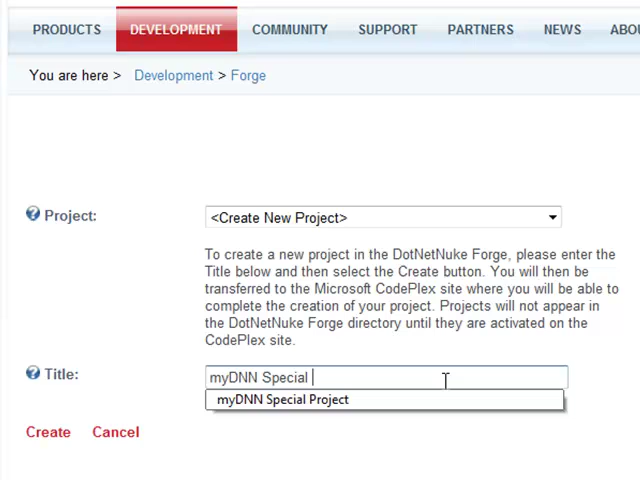 PRODUCTS DEVELOPMENT COMMUNITY SUPPORT PARTNERS NEWS
You are here > Development > Forge
Project: <Create New Project>
To create a new project in the DotNetNuke Forge, please enter the
Title below and then select the Create button. You will then be
transferred to the Microsoft CodePlex site where you will be able to
complete the creation of your project. Projects will not appear in
the DotNetNuke Forge directory until they are activated on the
CodePlex site.
Title: myDNN Special
myDNN Special Project
Create Cancel